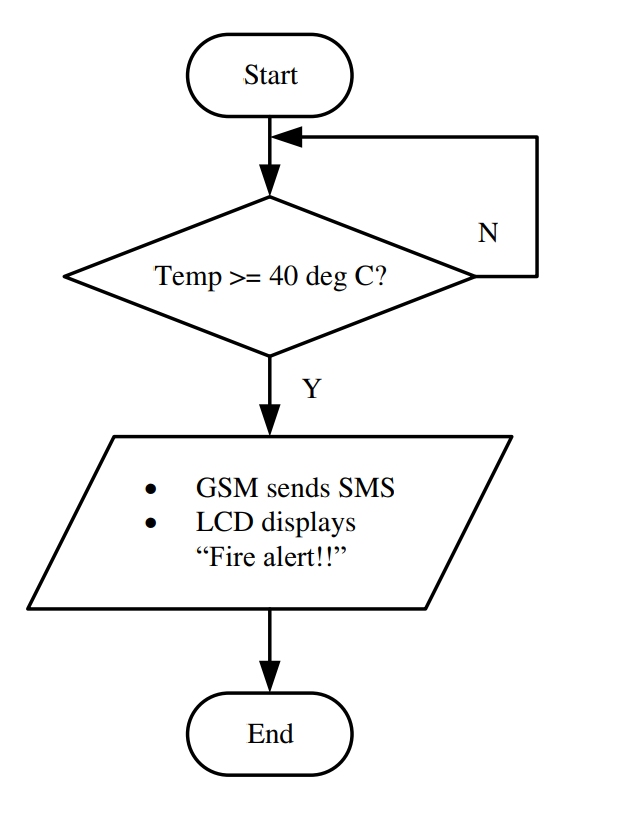 Start
N
Temp >= 40 deg C?
Y
• GSM sends SMS
• LCD displays
“Fire alert!!”
End